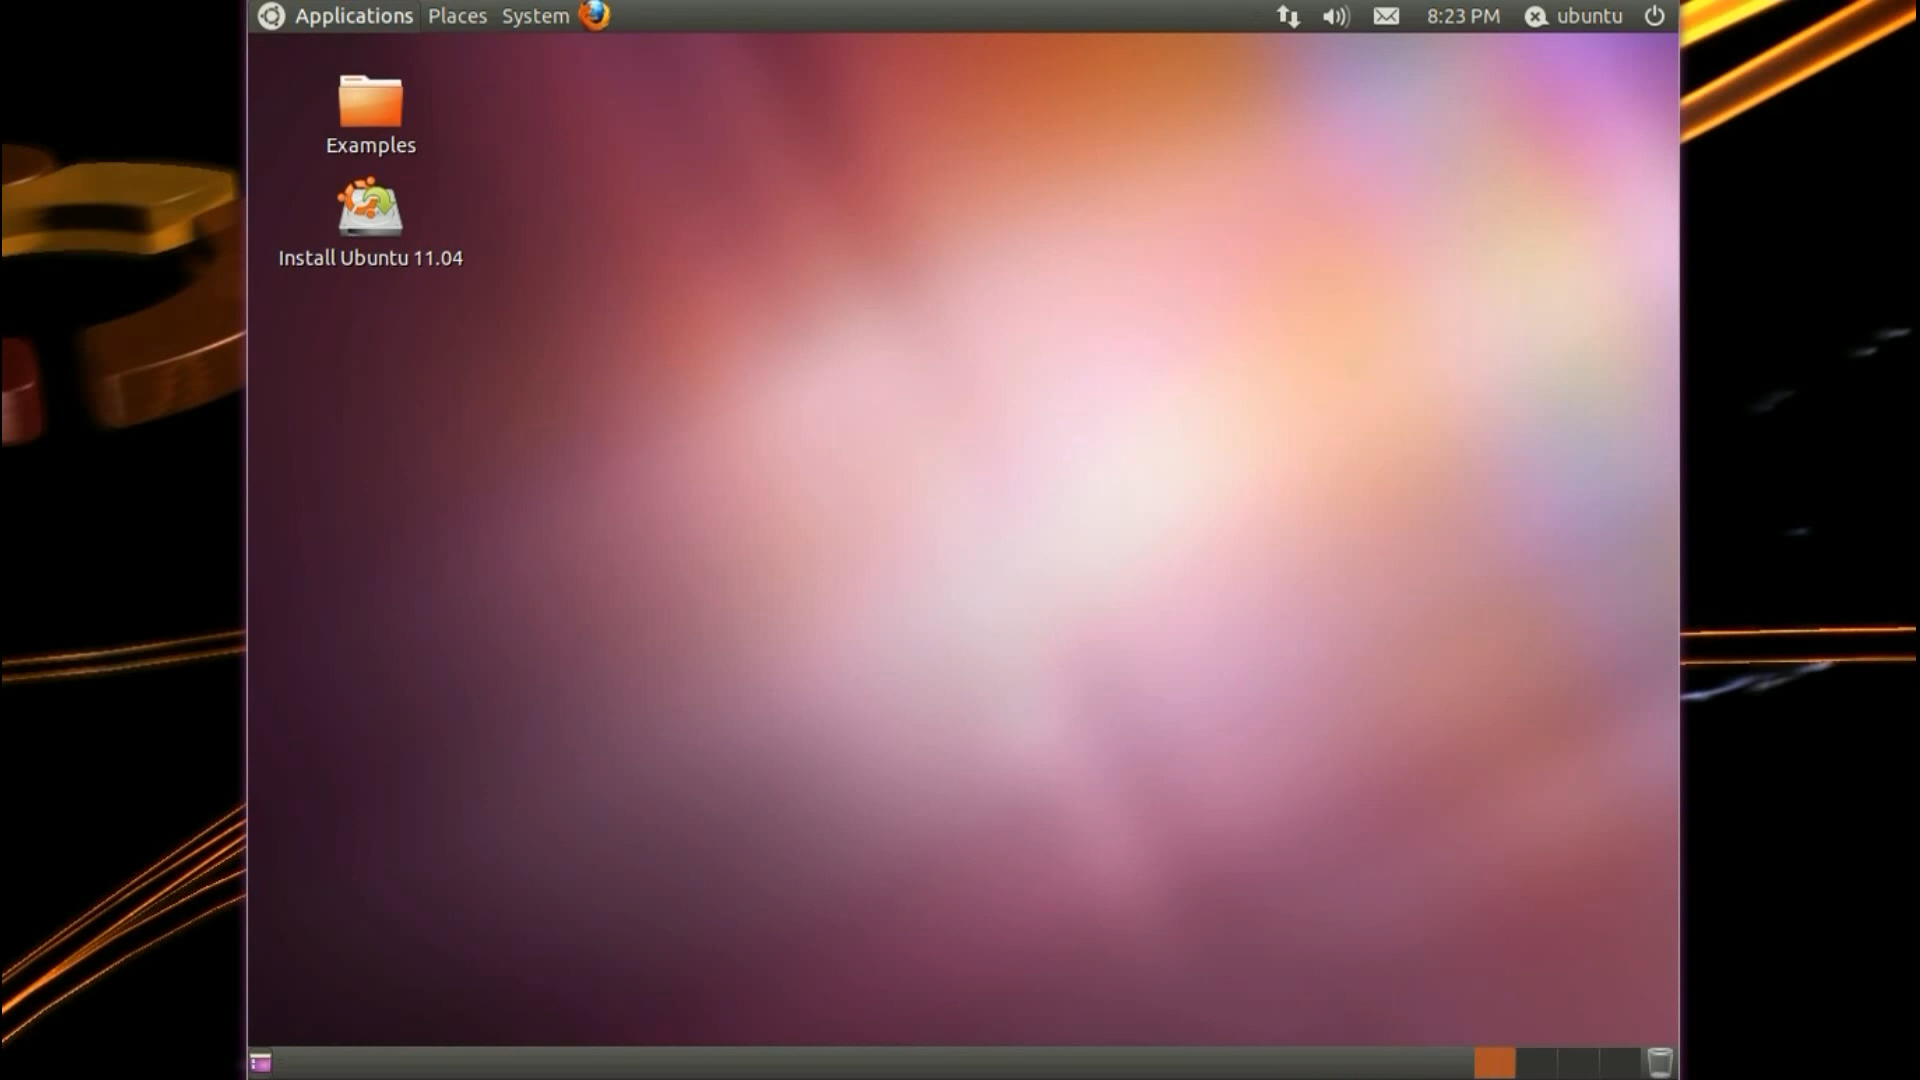 Applications Places System 8:23 PM ubuntu
Examples
Install Ubuntu 11.04